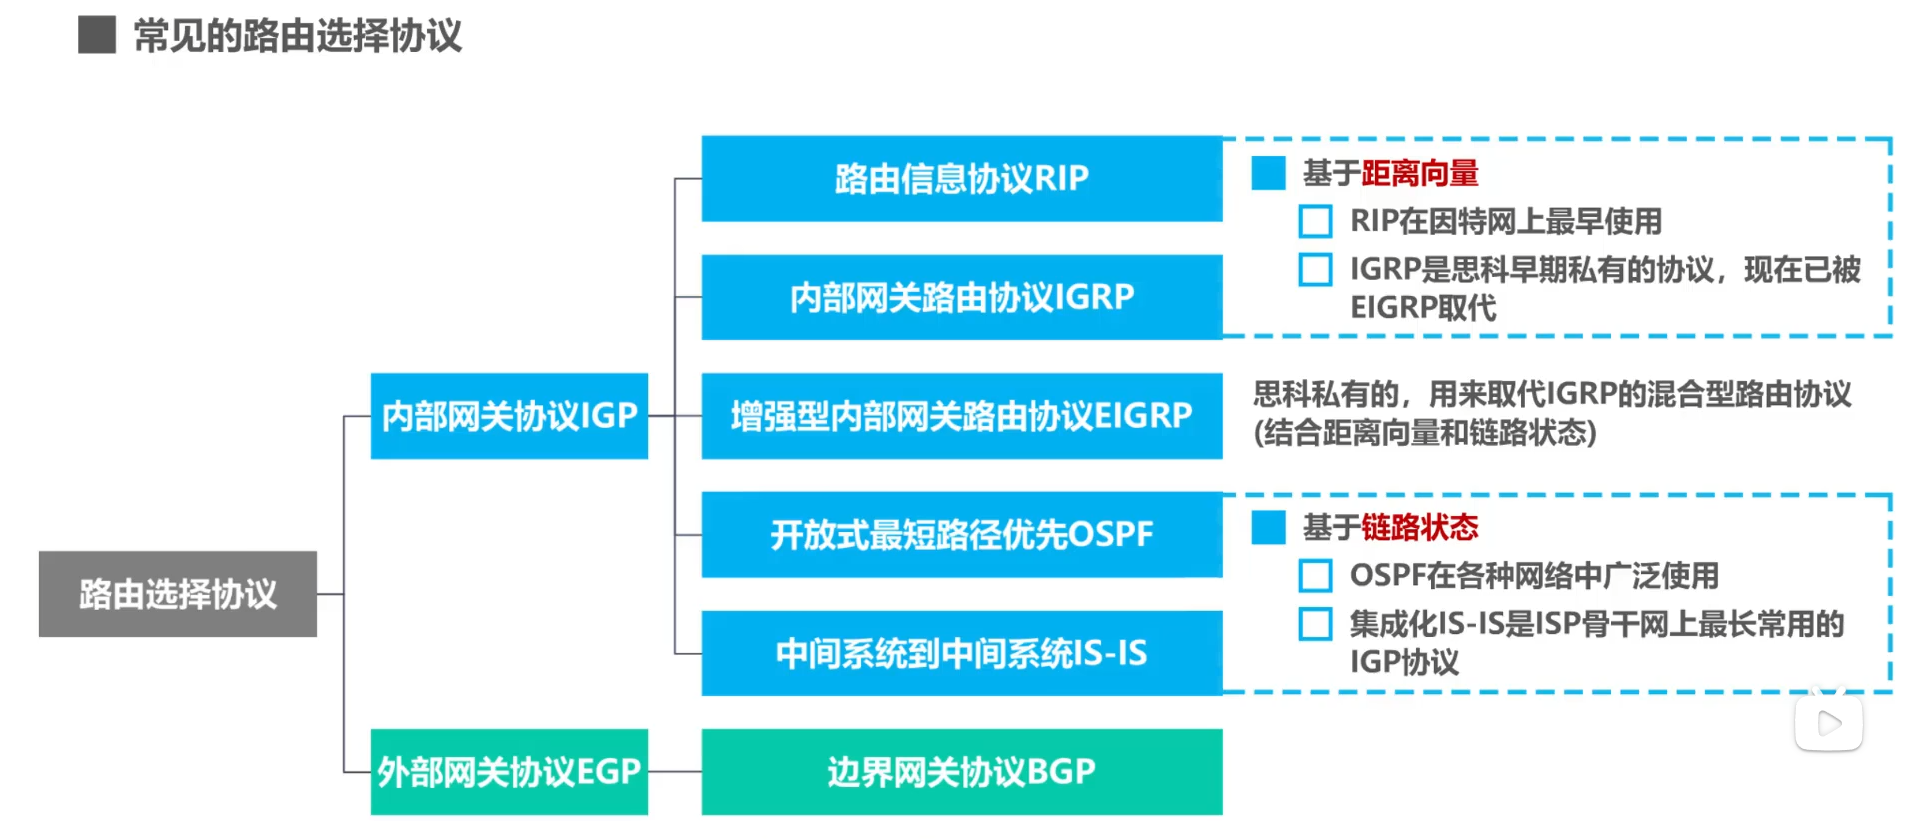 常见的路由选择协议
路由信息协议RIP
基于距离向量
RIP在因特网上最早使用
IGRP是思科早期私有的协议，现在已被
EIGRP取代
内部网关路由协议IGRP
内部网关协议IGP
增强型内部网关路由协议EIGRP
思科私有的，用来取代IGRP的混合型路由协议
(结合距离向量和链路状态)
开放式最短路径优先OSPF
基于链路状态
OSPF在各种网络中广泛使用
集成化IS-IS是ISP骨干网上最长常用的
IGP协议
路由选择协议
中间系统到中间系统IS-IS
外部网关协议EGP
边界网关协议BGP